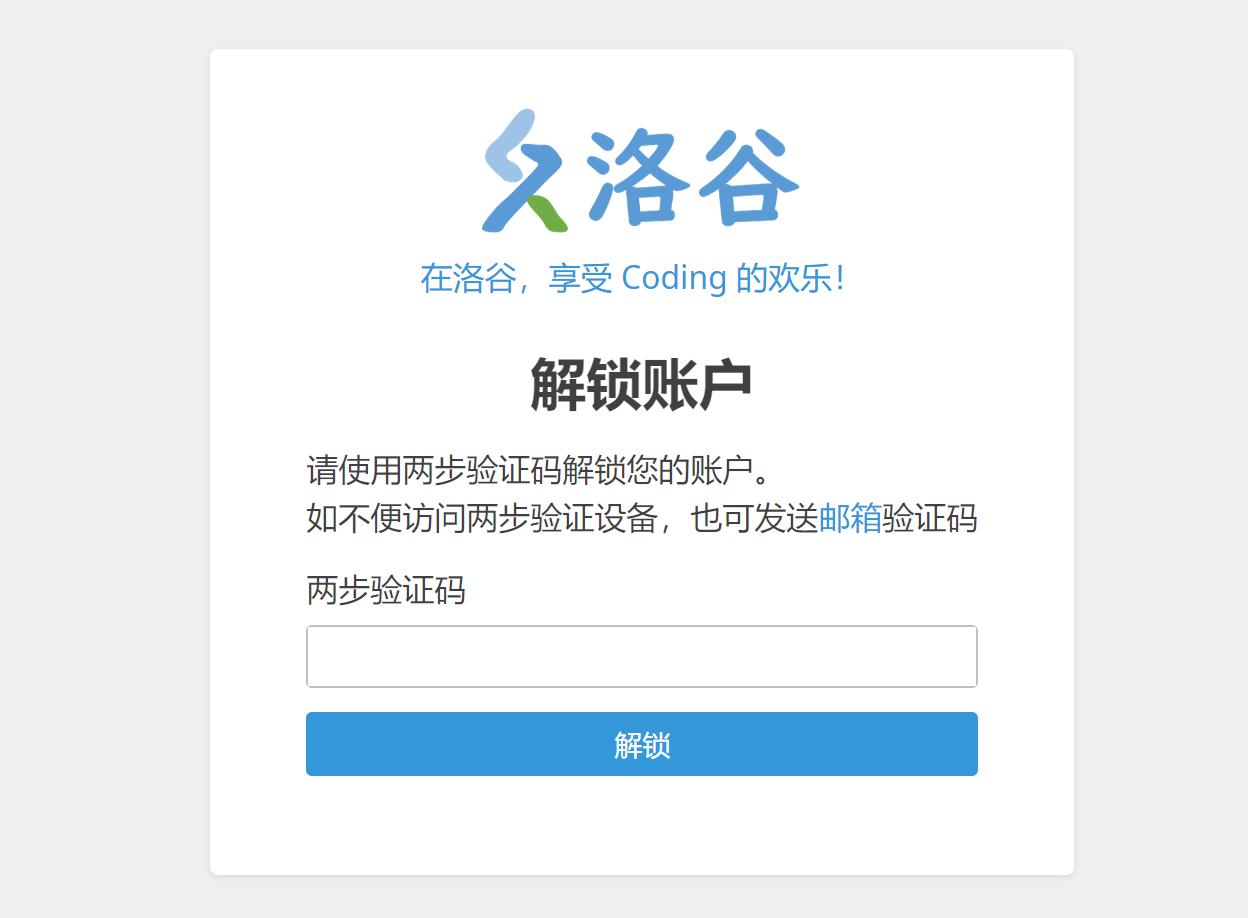 洛谷
在洛谷，享受 Coding 的欢乐！
解锁账户
请使用两步验证码解锁您的账户。
如不便访问两步验证设备，也可发送邮箱验证码
两步验证码
解锁